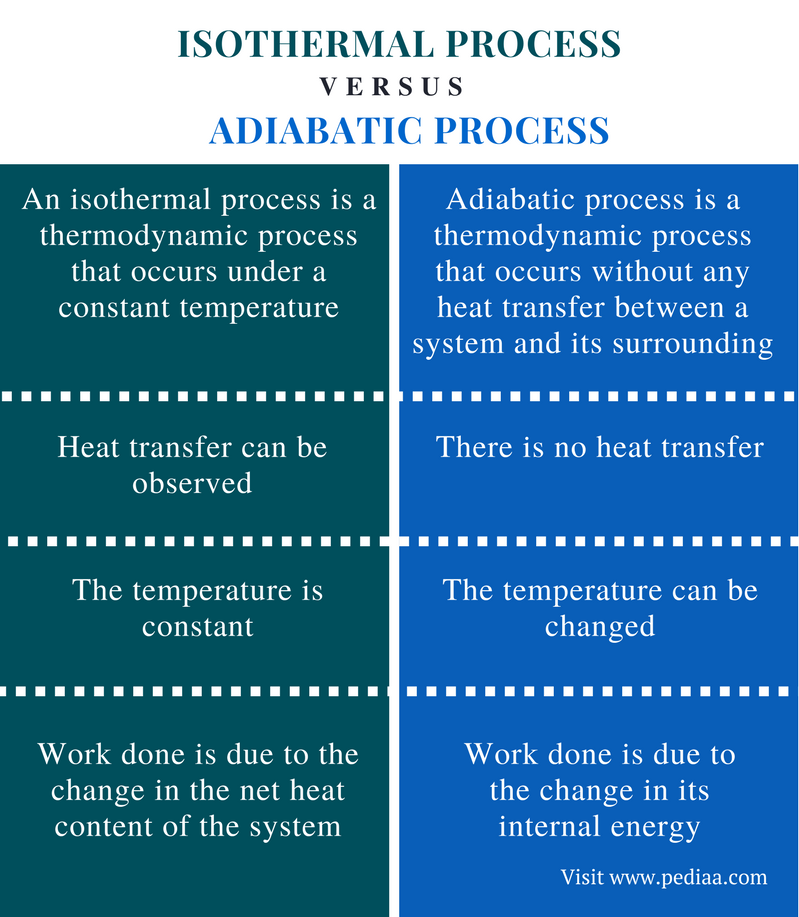 ISOTHERMAL PROCESS
VERSUS
ADIABATIC PROCESS
An isothermal process is a
thermodynamic process
that occurs under a
constant temperature
Adiabatic process is a
thermodynamic process
that occurs without any
heat transfer between a
system and its surrounding
Heat transfer can be
observed
There is no heat transfer
The temperature is
constant
The temperature can be
changed
Work done is due to the
change in the net heat
content of the system
Work done is due to
the change in its
internal energy
Visit www.pediaa.com